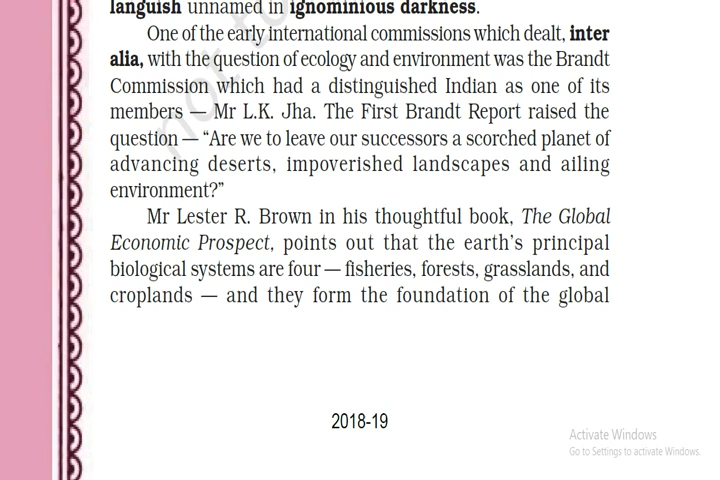 languish unnamed in ignominious darkness.
One of the early international commissions which dealt, inter
alia, with the question of ecology and environment was the Brandt
Commission which had a distinguished Indian as one of its
members — Mr L.K. Jha. The First Brandt Report raised the
question — “Are we to leave our successors a scorched planet of
advancing deserts, impoverished landscapes and ailing
environment?”
Mr Lester R. Brown in his thoughtful book, The Global
Economic Prospect, points out that the earth’s principal
biological systems are four — fisheries, forests, grasslands, and
croplands — and they form the foundation of the global
2018-19
Activate Windows
Go to Settings to activate Windows.
not to